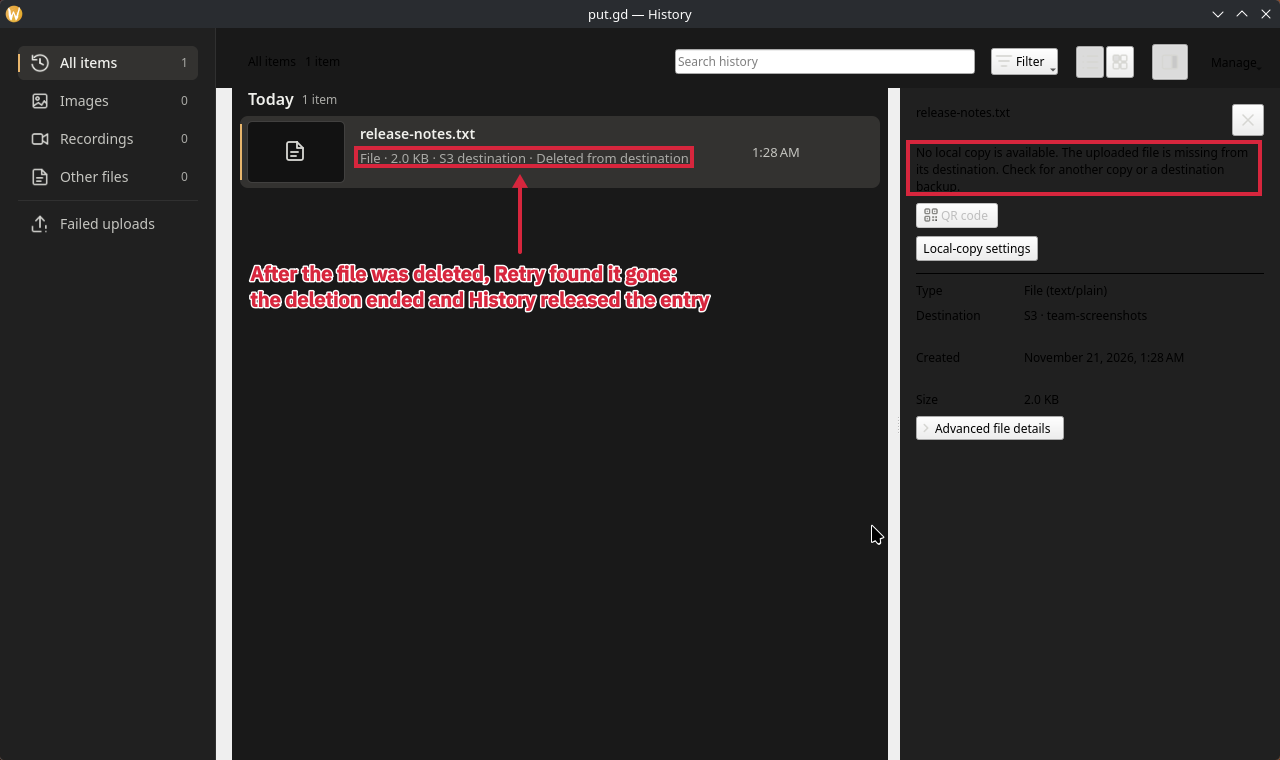 put.gd — History
All items 1
Images 0
Recordings 0
Other files 0
Failed uploads
All items 1 item
Search history
Filter
Manage
Today 1 item
release-notes.txt
File · 2.0 KB · S3 destination · Deleted from destination
1:28 AM
After the file was deleted, Retry found it gone:
the deletion ended and History released the entry
release-notes.txt
No local copy is available. The uploaded file is missing from
its destination. Check for another copy or a destination
backup.
QR code
Local-copy settings
Type File (text/plain)
Destination S3 · team-screenshots
Created November 21, 2026, 1:28 AM
Size 2.0 KB
Advanced file details